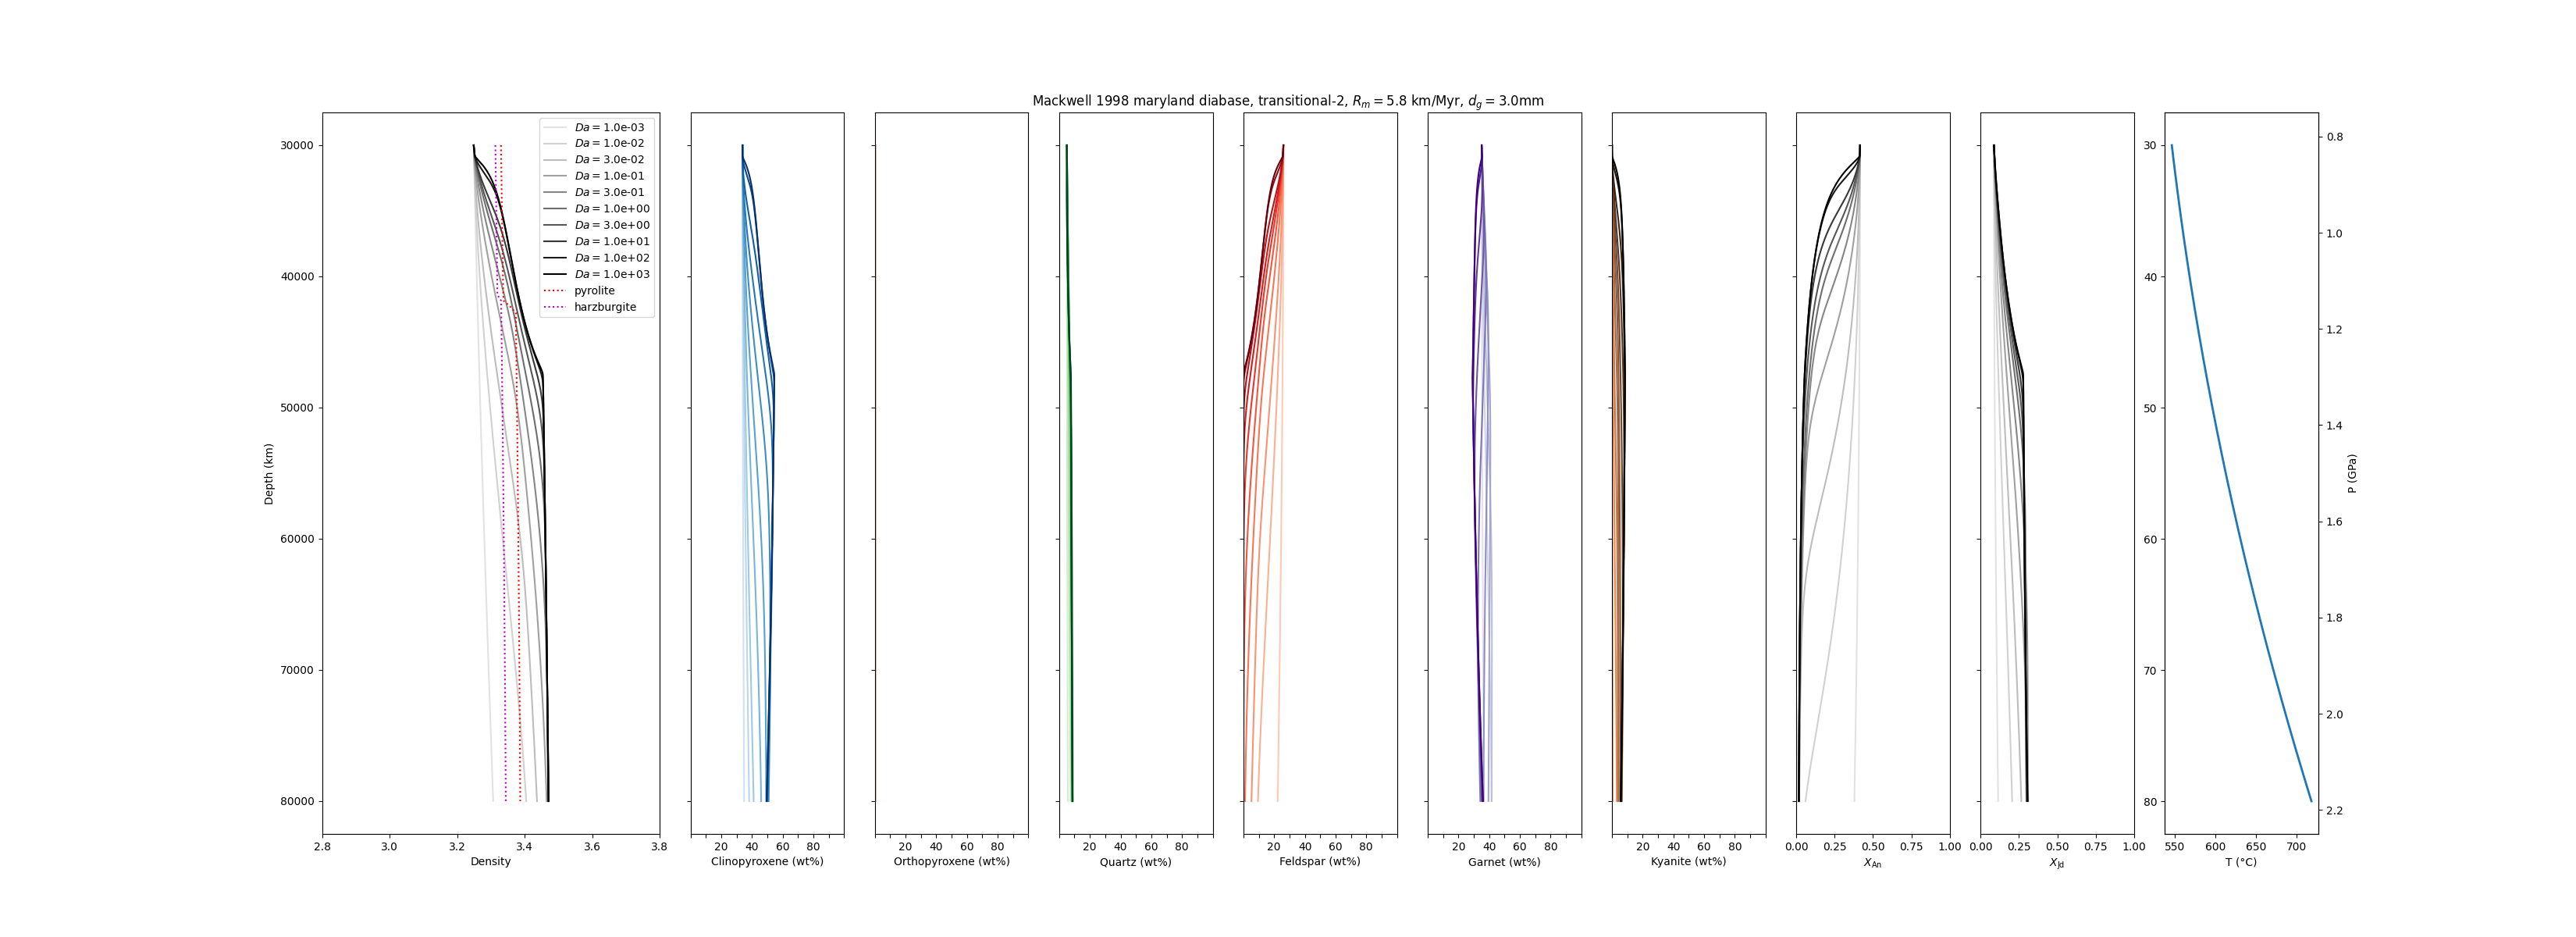 Mackwell 1998 maryland diabase, transitional-2, R_m = 5.8 km/Myr, d_g = 3.0mm
Da = 1.0e-03
Da = 1.0e-02
Da = 3.0e-02
Da = 1.0e-01
Da = 3.0e-01
Da = 1.0e+00
Da = 3.0e+00
Da = 1.0e+01
Da = 1.0e+02
Da = 1.0e+03
pyrolite
harzburgite
Depth (km)
30000
40000
50000
60000
70000
80000
2.8 3.0 3.2 3.4 3.6 3.8
Density
20 40 60 80
Clinopyroxene (wt%)
20 40 60 80
Orthopyroxene (wt%)
20 40 60 80
Quartz (wt%)
20 40 60 80
Feldspar (wt%)
20 40 60 80
Garnet (wt%)
20 40 60 80
Kyanite (wt%)
0.00 0.25 0.50 0.75 1.00
X_An
0.00 0.25 0.50 0.75 1.00
X_Jd
30
40
50
60
70
80
550 600 650 700
T (°C)
0.8
1.0
1.2
1.4
1.6
1.8
2.0
2.2
P (GPa)